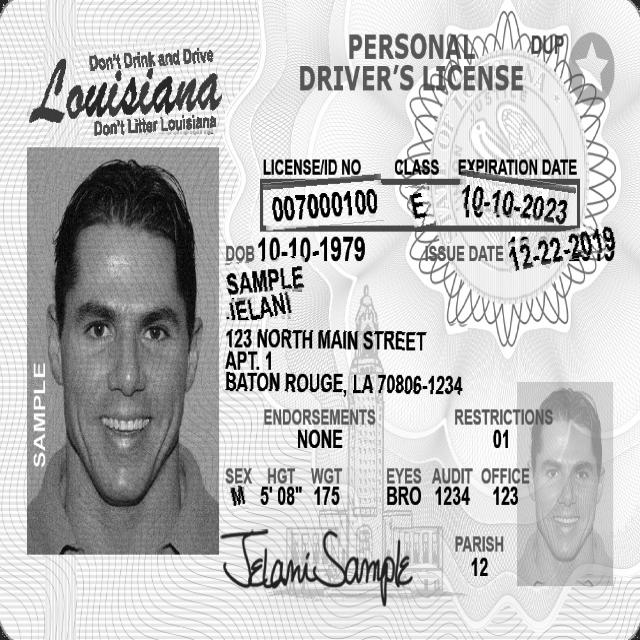 Don't Drink and Drive
Louisiana
Don't Litter Louisiana
PERSONAL DUP
DRIVER'S LICENSE
LICENSE/ID NO CLASS EXPIRATION DATE
007000100 E 10-10-2023
DOB 10-10-1979 ISSUE DATE 12-22-2019
SAMPLE
JELANI
123 NORTH MAIN STREET
APT. 1
BATON ROUGE, LA 70806-1234
ENDORSEMENTS RESTRICTIONS
NONE 01
SEX HGT WGT EYES AUDIT OFFICE
M 5' 08" 175 BRO 1234 123
PARISH
12
SAMPLE
Jelani Sample